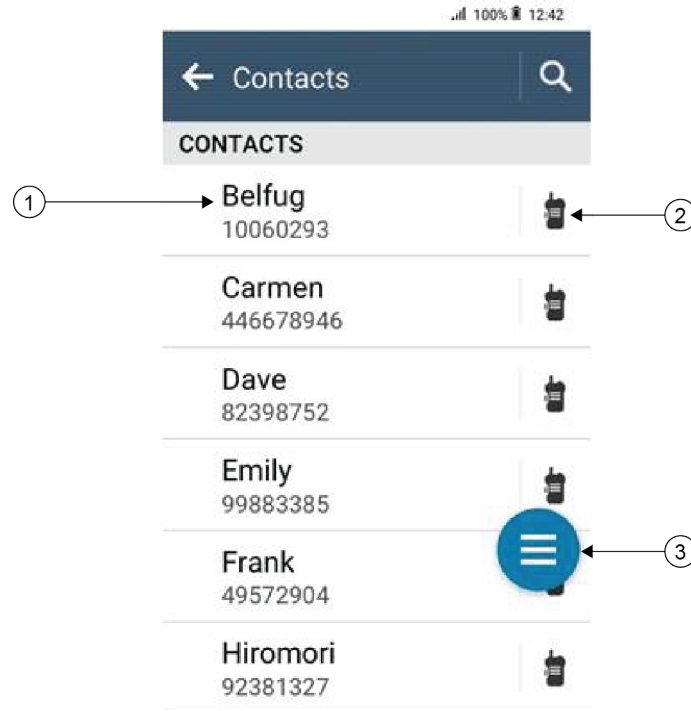 100% 12:42
Contacts
CONTACTS
1
Belfug
2
10060293
Carmen
446678946
Dave
82398752
Emily
99883385
3
Frank
49572904
Hiromori
92381327